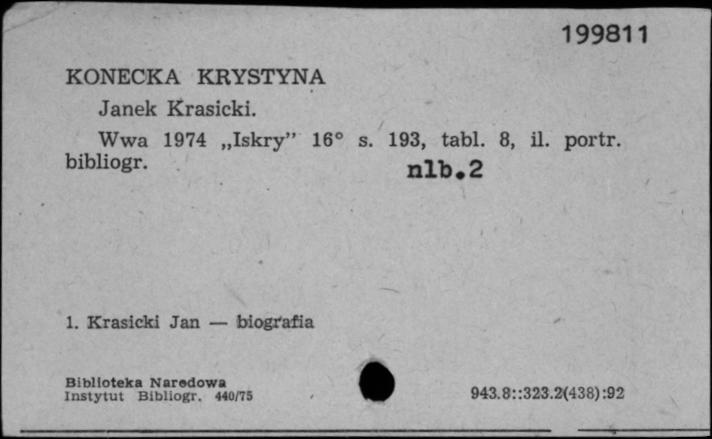 199811
KONECKA KRYSTYNA
Janek Krasicki.
Wwa 1974 „Iskry” 16° s. 193, tabl. 8, il. portr.
bibliogr.
nlb.2
1. Krasicki Jan — biografia
Biblioteka Narodowa
Instytut Bibliogr. 440/75
943.8::323.2(438):92